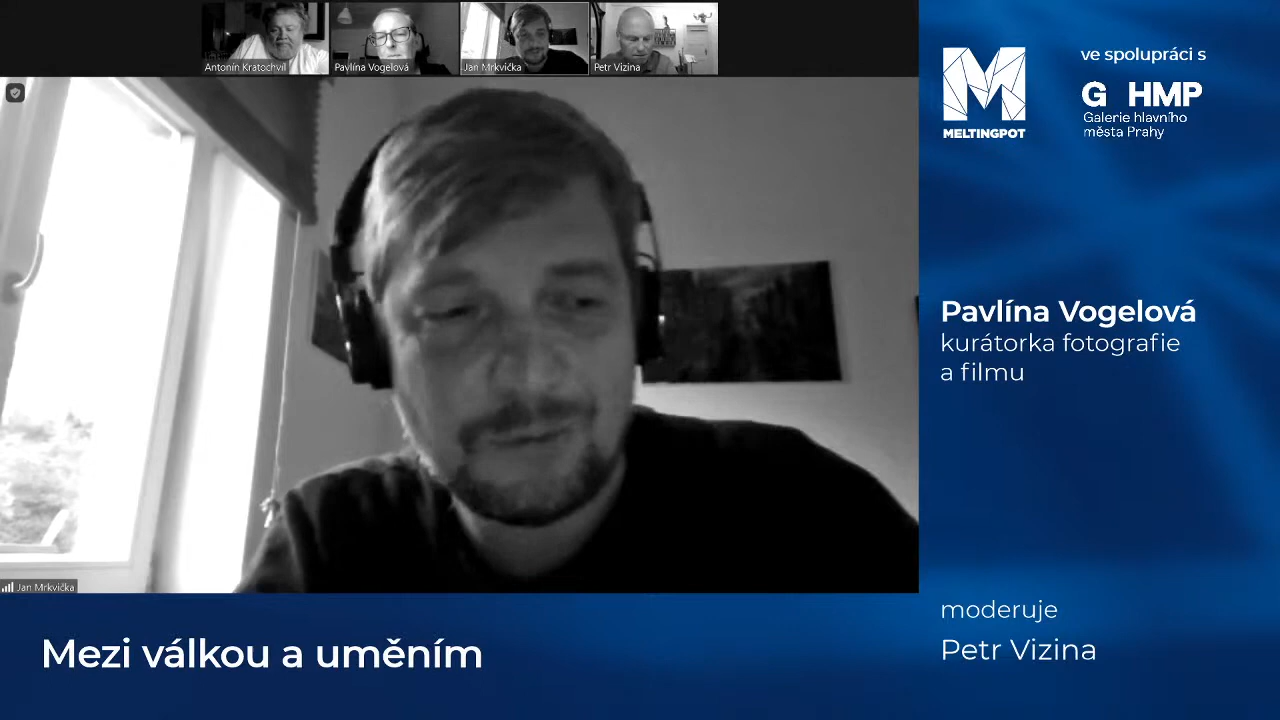 Antonín Kratochvíl
Pavlína Vogelová
Jan Mrkvička
Petr Vizina
MELTINGPOT
ve spolupráci s
G HMP
Galerie hlavního
města Prahy
Pavlína Vogelová
kurátorka fotografie
a filmu
Jan Mrkvička
moderuje
Petr Vizina
Mezi válkou a uměním